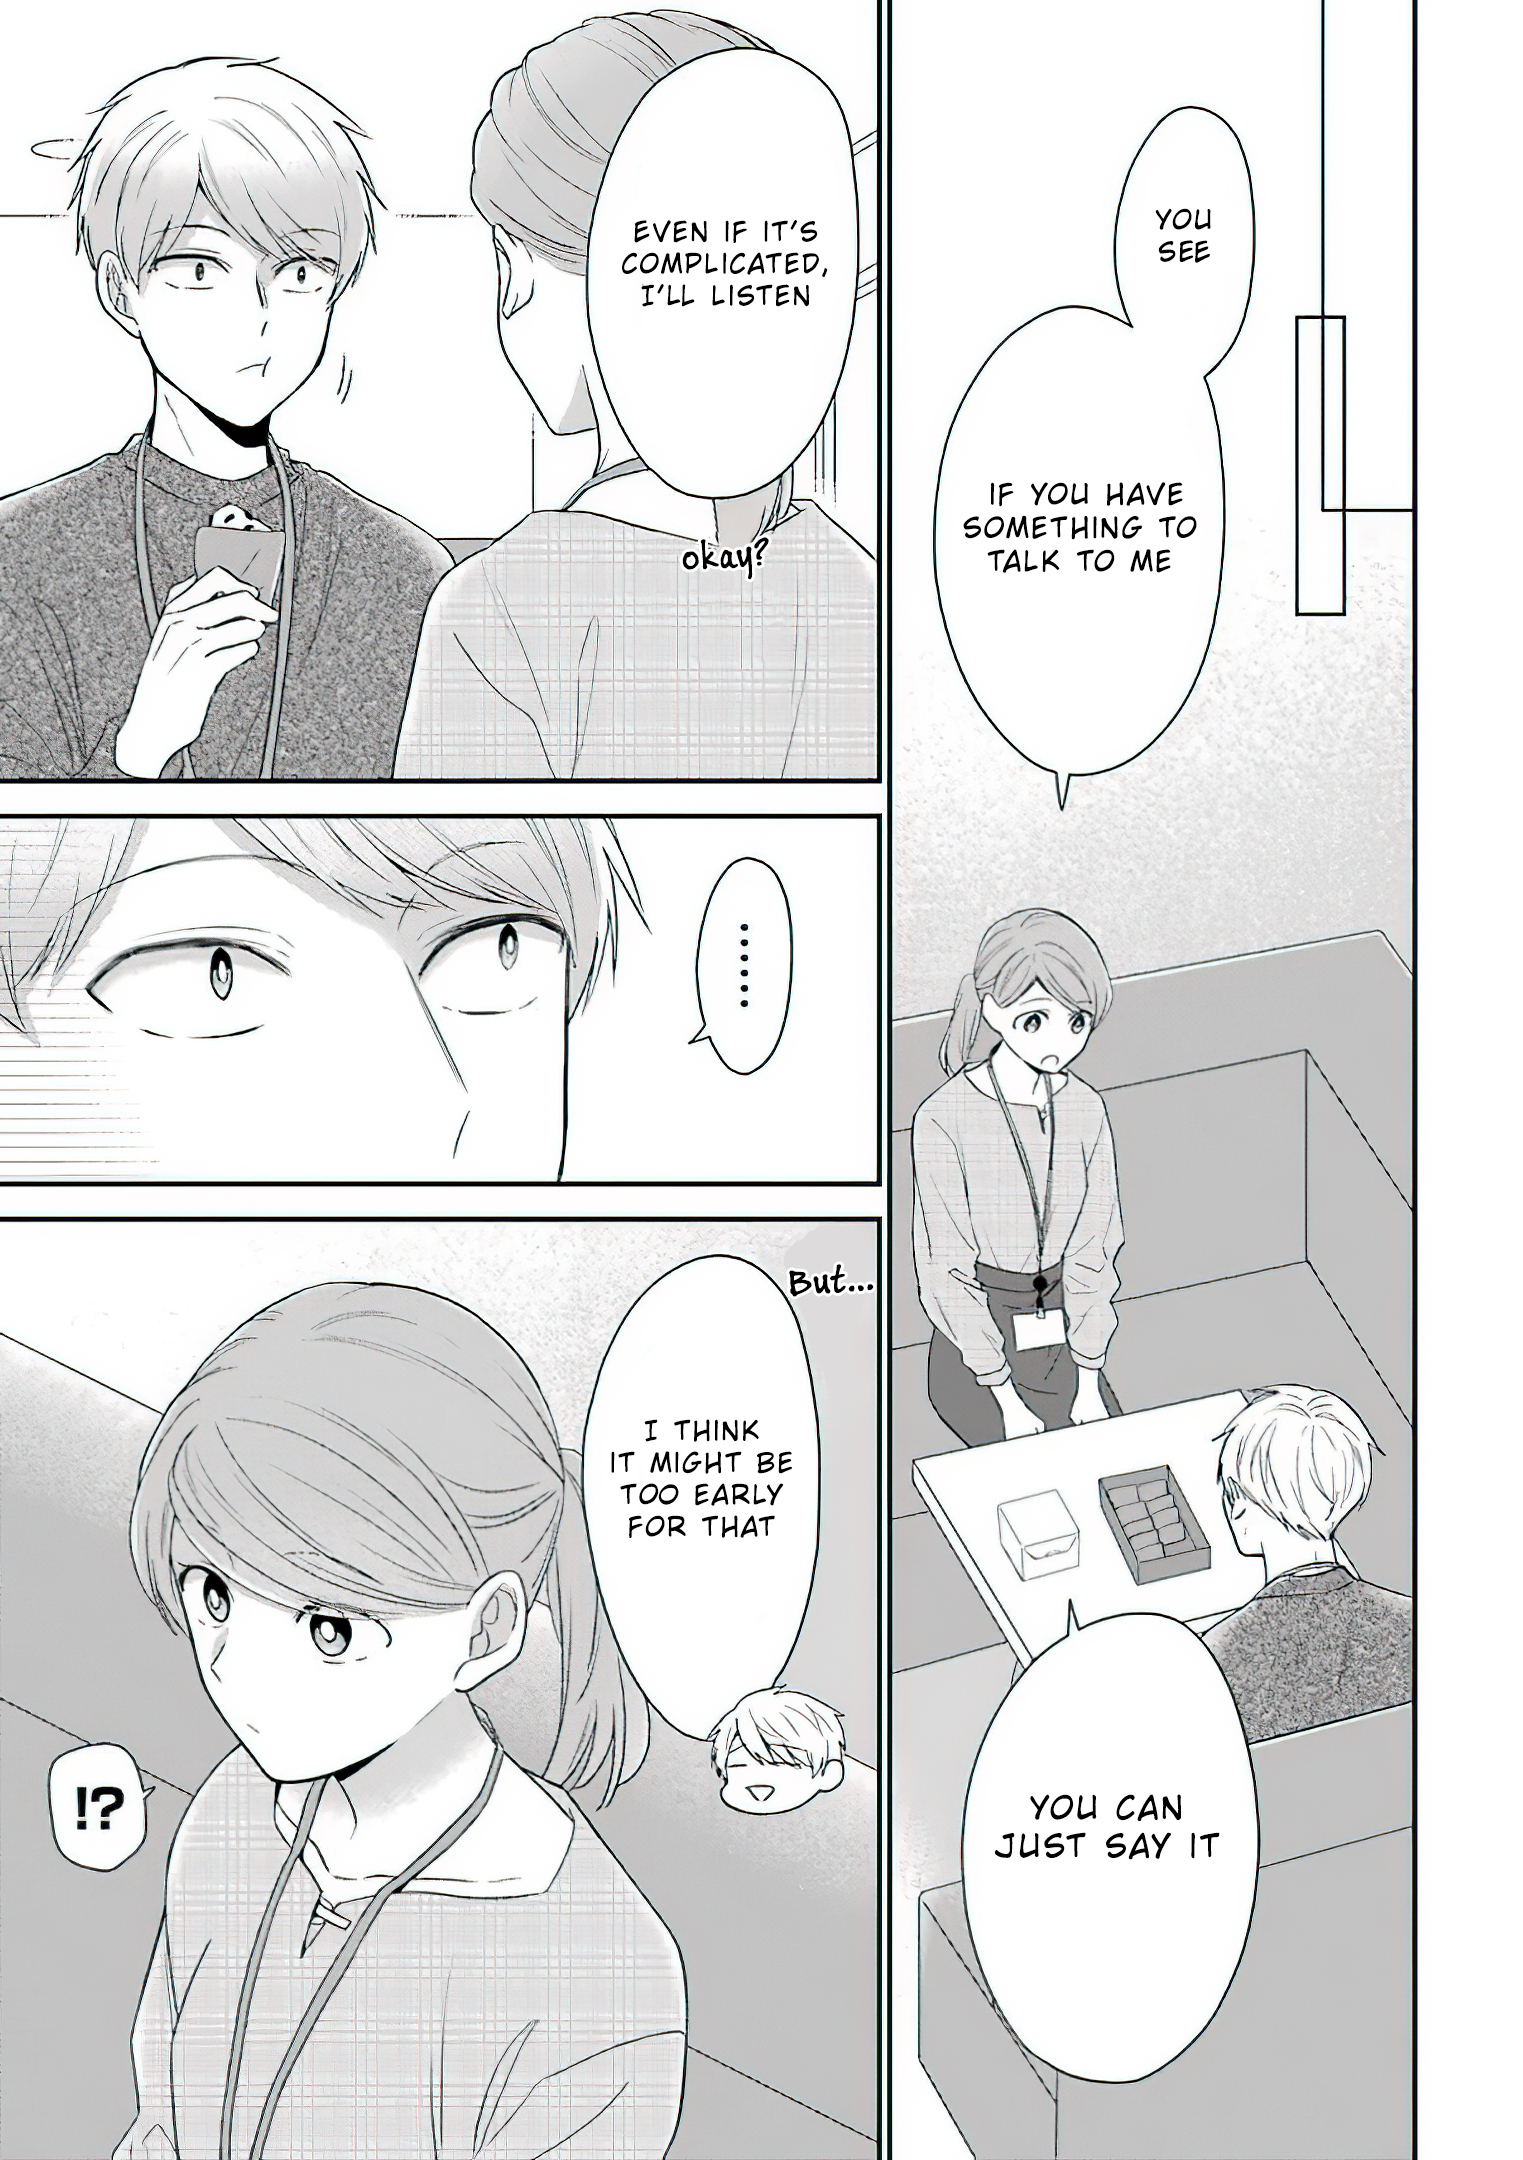 YOU
SEE
IF YOU HAVE
SOMETHING TO
TALK TO ME
YOU CAN
JUST SAY IT
EVEN IF IT'S
COMPLICATED,
I'LL LISTEN
okay?
.......
But...
I THINK
IT MIGHT BE
TOO EARLY
FOR THAT
!?